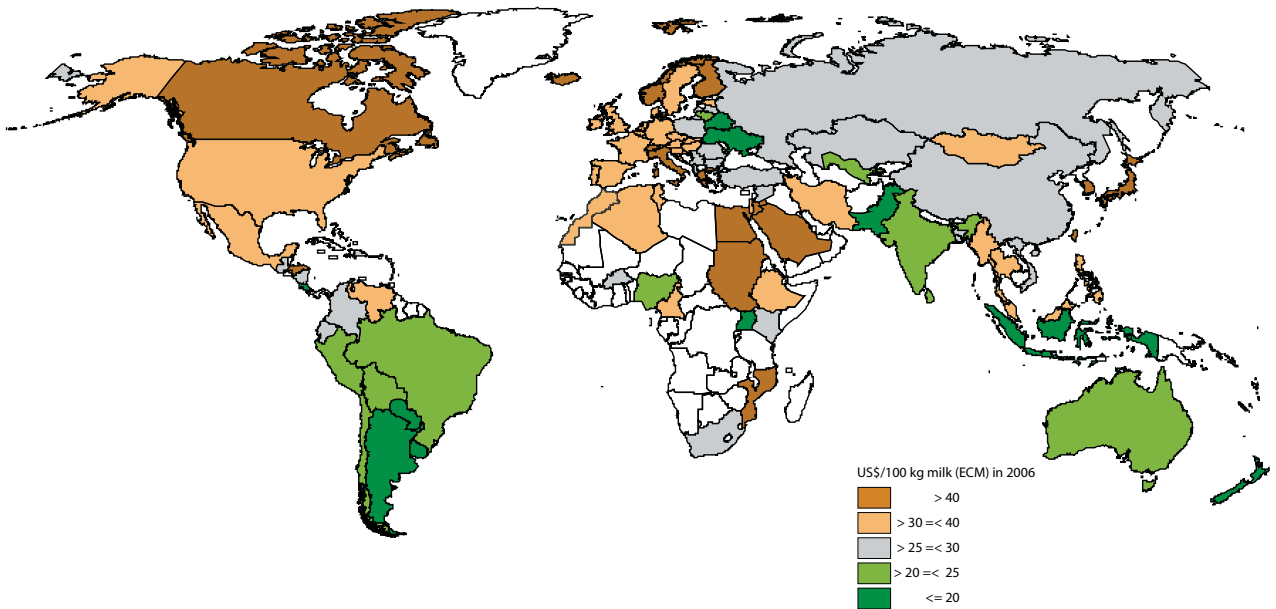 US$/100 kg milk (ECM) in 2006
> 40
> 30 =< 40
> 25 =< 30
> 20 =< 25
<= 20